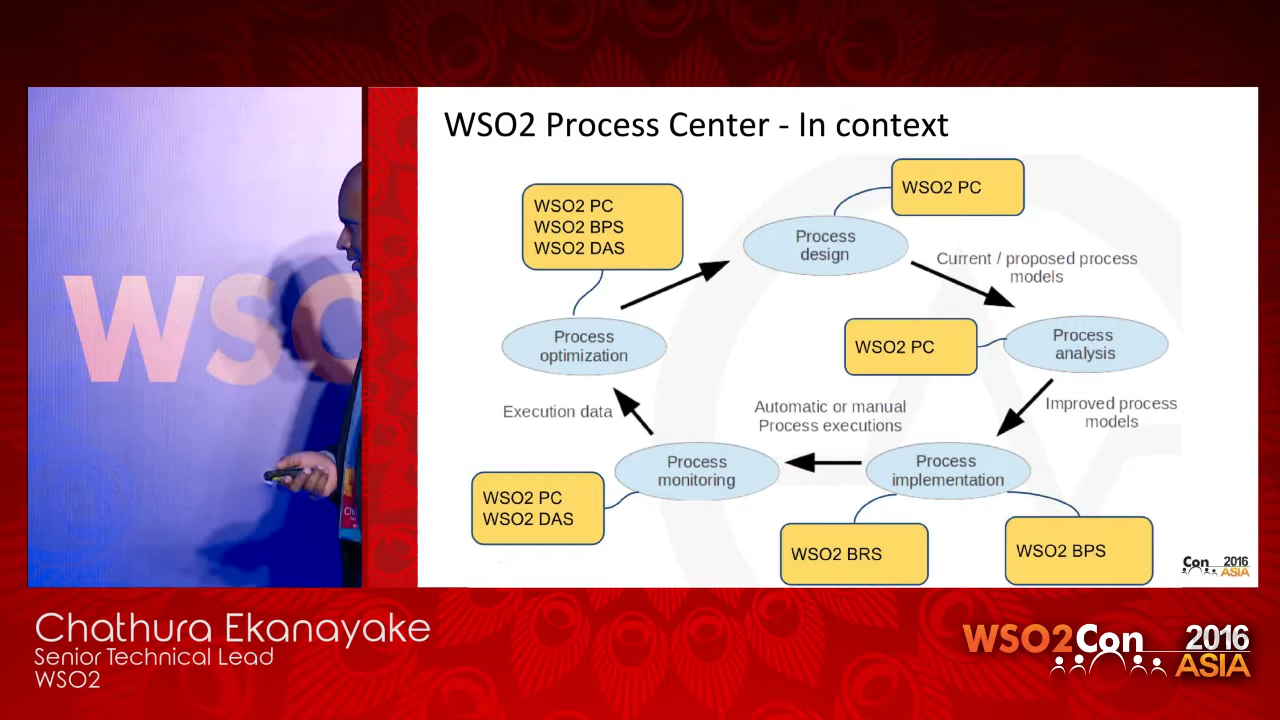 WSO2 Process Center - In context
WSO2 PC
WSO2 BPS
WSO2 DAS
WSO2 PC
Process
design
Current / proposed process
models
Process
optimization
WSO2 PC
Process
analysis
Execution data
Automatic or manual
Process executions
Improved process
models
Process
monitoring
Process
implementation
WSO2 PC
WSO2 DAS
WSO2 BRS
WSO2 BPS
Con 2016
ASIA
WSO
Chathura Ekanayake
Senior Technical Lead
WSO2
WSO2Con 2016
ASIA